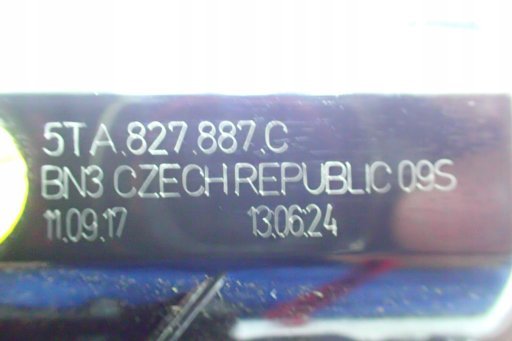 5TA.827.887.C
BN3 CZECH REPUBLIC 09S
11.09.17 13:06:24